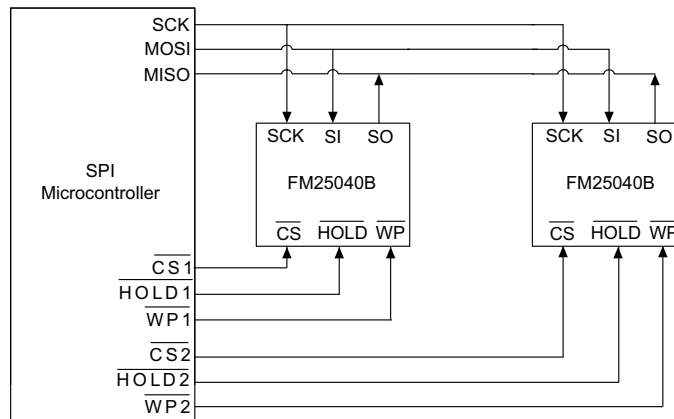 SCK
MOSI
MISO
SPI
Microcontroller
CS1
HOLD1
WP1
CS2
HOLD2
WP2
SCK SI SO
FM25040B
CS HOLD WP
SCK SI SO
FM25040B
CS HOLD WP